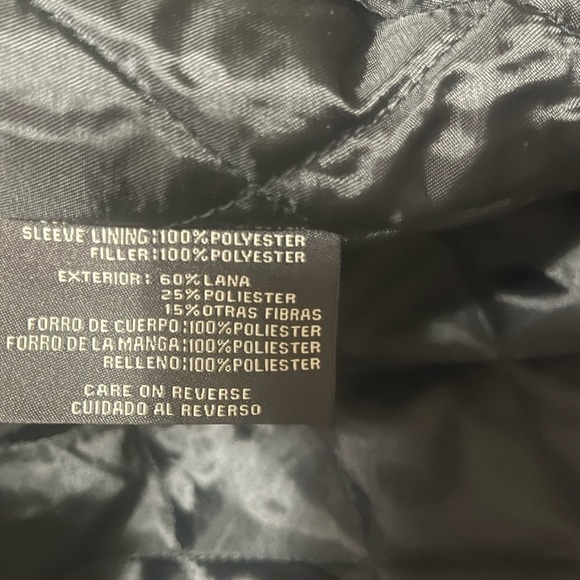 SLEEVE LINING:100%POLYESTER
FILLER:100%POLYESTER
EXTERIOR: 60%LANA
25%POLIESTER
15%OTRAS FIBRAS
FORRO DE CUERPO:100%POLIESTER
FORRO DE LA MANGA:100%POLIESTER
RELLENO:100%POLIESTER
CARE ON REVERSE
CUIDADO AL REVERSO